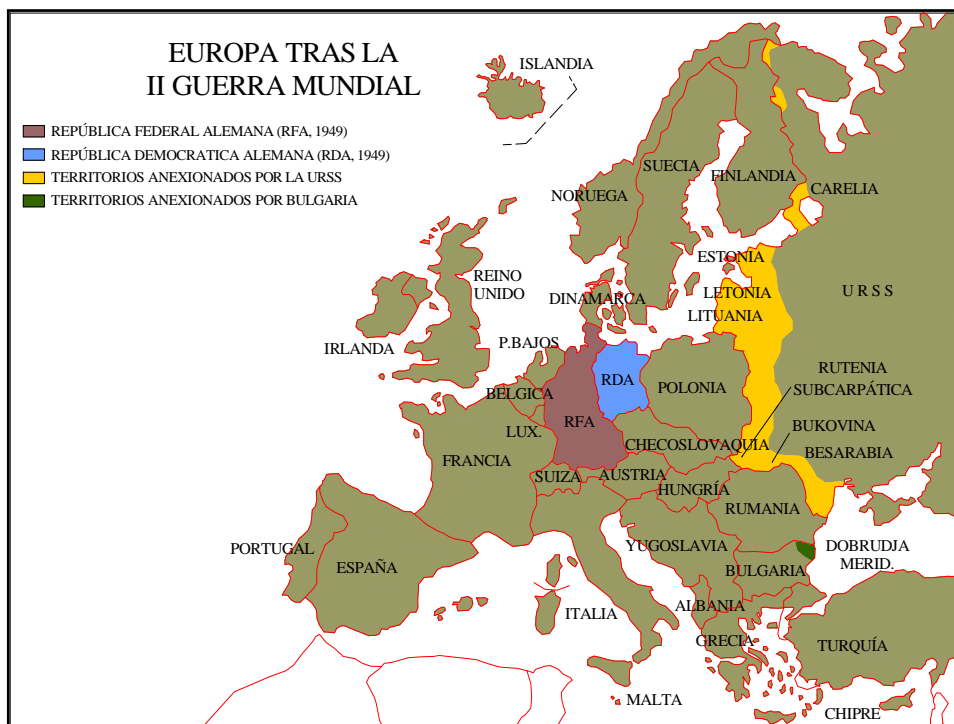 EUROPA TRAS LA
II GUERRA MUNDIAL
REPÚBLICA FEDERAL ALEMANA (RFA, 1949)
REPÚBLICA DEMOCRATICA ALEMANA (RDA, 1949)
TERRITORIOS ANEXIONADOS POR LA URSS
TERRITORIOS ANEXIONADOS POR BULGARIA
ISLANDIA
SUECIA
FINLANDIA
NORUEGA
CARELIA
ESTONIA
REINO
UNIDO
LETONIA
URSS
DINAMARCA
LITUANIA
IRLANDA
P.BAJOS
RUTENIA
SUBCARPÁTICA
RDA
POLONIA
BELGICA
RFA
LUX.
BUKOVINA
CHECOSLOVAQUIA
BESARABIA
FRANCIA
SUIZA
AUSTRIA
HUNGRÍA
RUMANIA
PORTUGAL
ESPAÑA
YUGOSLAVIA
DOBRUDJA
MERID.
BULGARIA
ITALIA
ALBANIA
GRECIA
TURQUÍA
MALTA
CHIPRE